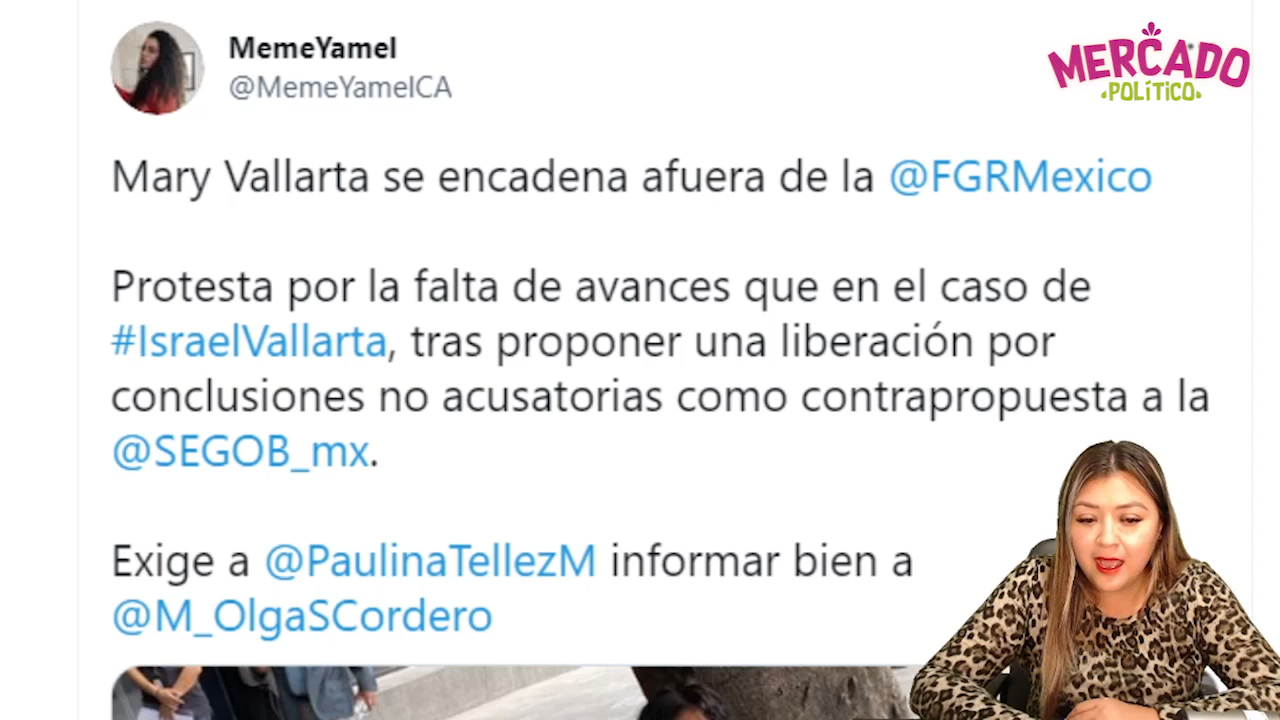 MemeYamel
@MemeYamelCA
MERCADO
POLÍTICO
Mary Vallarta se encadena afuera de la @FGRMexico
Protesta por la falta de avances que en el caso de
#IsraelVallarta, tras proponer una liberación por
conclusiones no acusatorias como contrapropuesta a la
@SEGOB_mx.
Exige a @PaulinaTellezM informar bien a
@M_OlgaSCordero